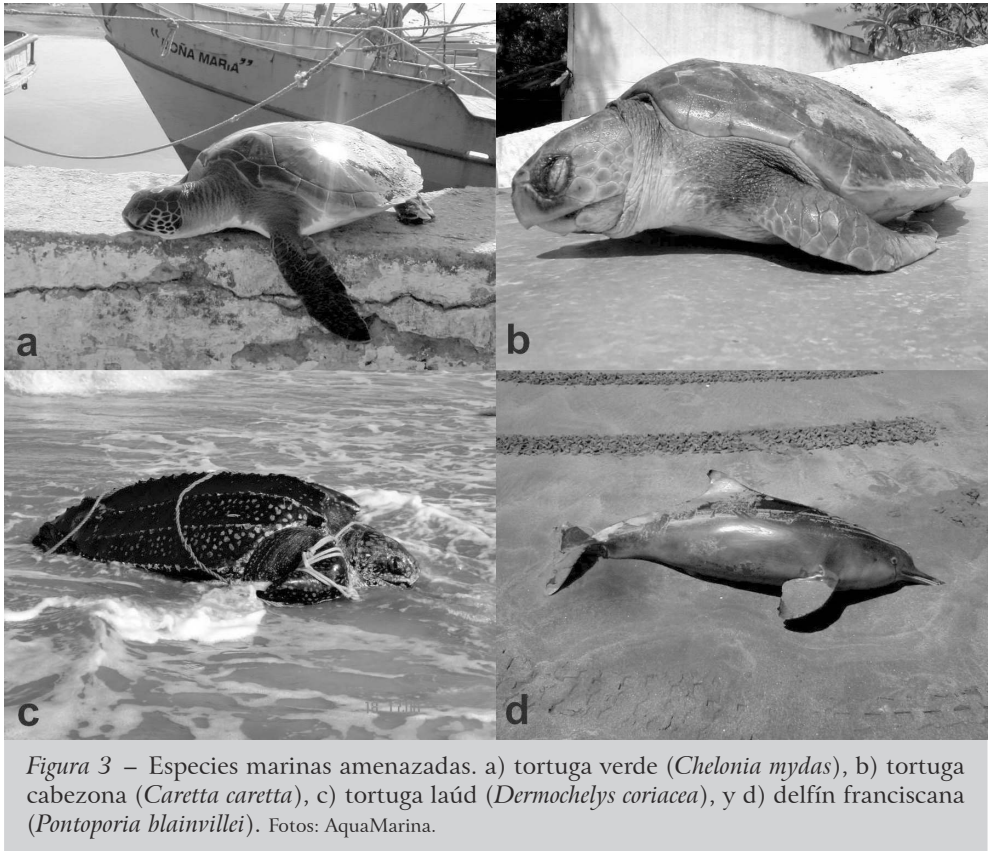 “DOÑA MARIA”
a
b
c
d
Figura 3 – Especies marinas amenazadas. a) tortuga verde (Chelonia mydas), b) tortuga
cabezona (Caretta caretta), c) tortuga laúd (Dermochelys coriacea), y d) delfín franciscana
(Pontoporia blainvillei). Fotos: AquaMarina.